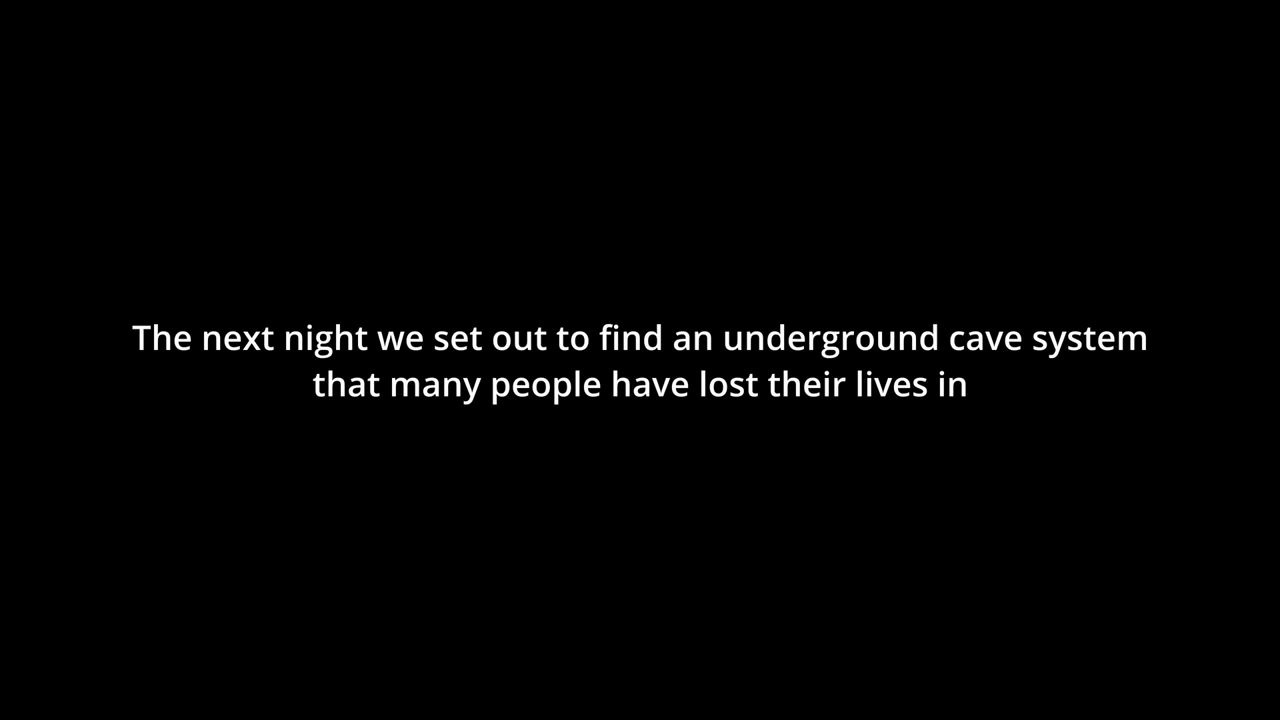 The next night we set out to find an underground cave system
that many people have lost their lives in